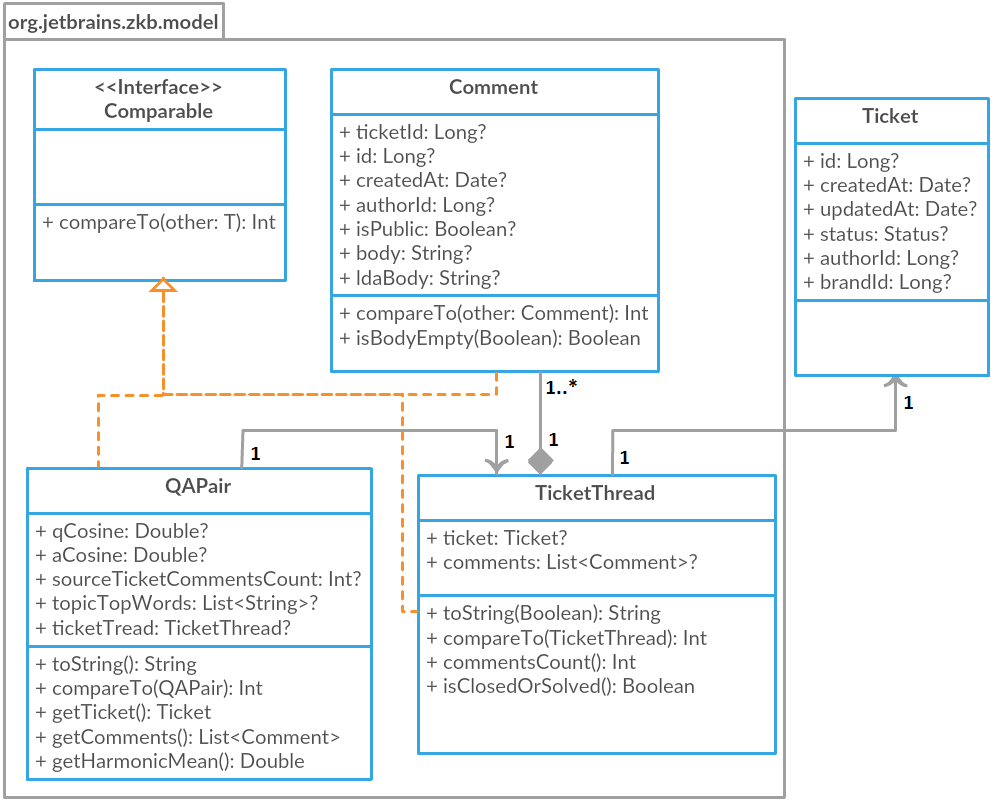 org.jetbrains.zkb.model
<<Interface>>
Comparable
+ compareTo(other: T): Int
Comment
+ ticketId: Long?
+ id: Long?
+ createdAt: Date?
+ authorId: Long?
+ isPublic: Boolean?
+ body: String?
+ ldaBody: String?
+ compareTo(other: Comment): Int
+ isBodyEmpty(Boolean): Boolean
Ticket
+ id: Long?
+ createdAt: Date?
+ updatedAt: Date?
+ status: Status?
+ authorId: Long?
+ brandId: Long?
1..*
1
1
1
1
1
QAPair
+ qCosine: Double?
+ aCosine: Double?
+ sourceTicketCommentsCount: Int?
+ topicTopWords: List<String>?
+ ticketTread: TicketThread?
+ toString(): String
+ compareTo(QAPair): Int
+ getTicket(): Ticket
+ getComments(): List<Comment>
+ getHarmonicMean(): Double
TicketThread
+ ticket: Ticket?
+ comments: List<Comment>?
+ toString(Boolean): String
+ compareTo(TicketThread): Int
+ commentsCount(): Int
+ isClosedOrSolved(): Boolean